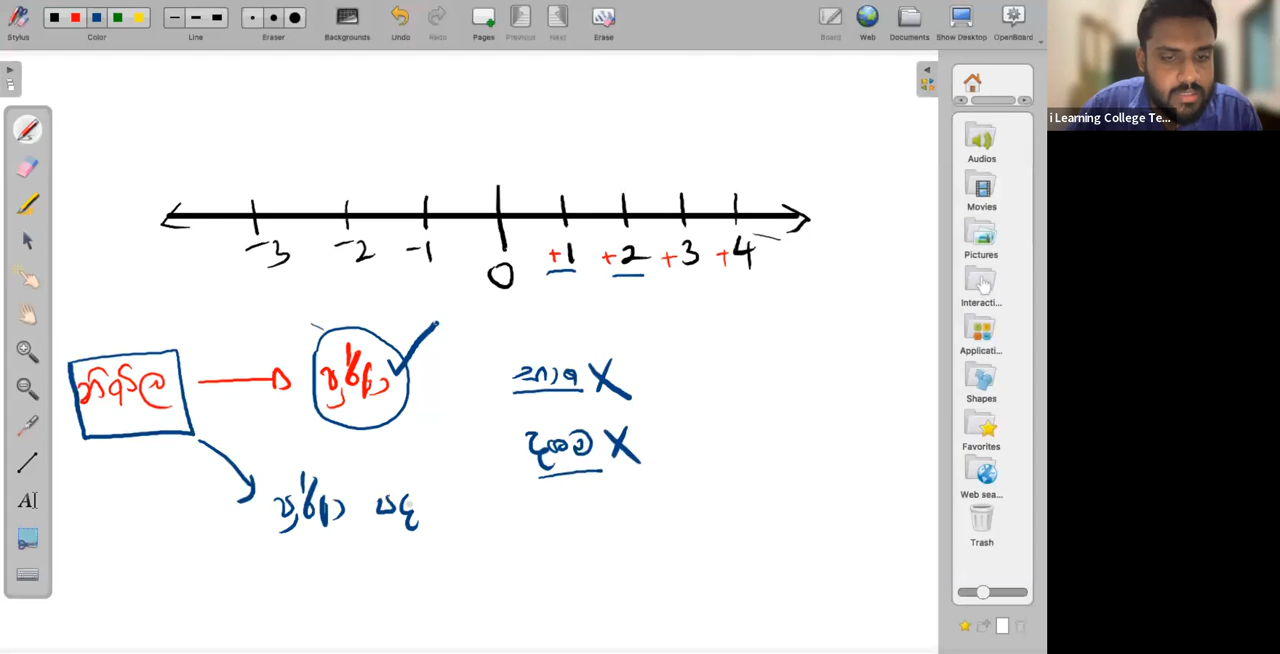 Stylus Color Line Eraser Backgrounds Undo Redo Pages Previous Next Erase Board Web Documents Show Desktop OpenBoard
i Learning College Te...
Audios
Movies
Pictures
Interacti...
Applicati...
Shapes
Favorites
Web sea...
Trash
-3 -2 -1 0 +1 +2 +3 +4
නිඛිල පූර්ණ භාග X
දශම X
පූර්ණ සංඛ්